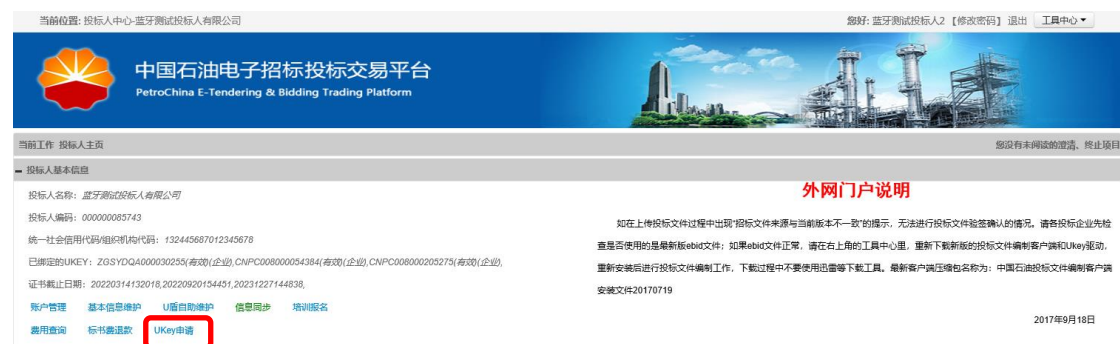 当前位置: 投标人中心-蓝牙测试投标人有限公司
您好: 蓝牙测试投标人2 【修改密码】 退出 工具中心
中国石油电子招标投标交易平台
PetroChina E-Tendering & Bidding Trading Platform
当前工作 投标人主页
您没有未阅读的澄清、终止项目
投标人基本信息
投标人名称: 蓝牙测试投标人有限公司
投标人编码: 000000085743
统一社会信用代码/组织机构代码: 132445687012345678
已绑定的UKEY: ZGSYDQA000030255(有效)(企业),CNPC008000054384(有效)(企业),CNPC008000205275(有效)(企业),
证书截止日期: 20220314132018,20220920154451,20231227144838,
账户管理 基本信息维护 U盾自助维护 信息同步 培训报名
费用查询 标书费退款 UKey申请
外网门户说明
如在上传投标文件过程中出现“招标文件来源与当前版本不一致”的提示，无法进行投标文件验签确认的情况。请各投标企业先检
查是否使用的是最新版ebid文件；如果ebid文件正常，请在右上角的工具中心里，重新下载新版的投标文件编制客户端和Ukey驱动，
重新安装后进行投标文件编制工作，下载过程中不要使用迅雷等下载工具。最新客户端压缩包名称为：中国石油投标文件编制客户端
安装文件20170719
2017年9月18日